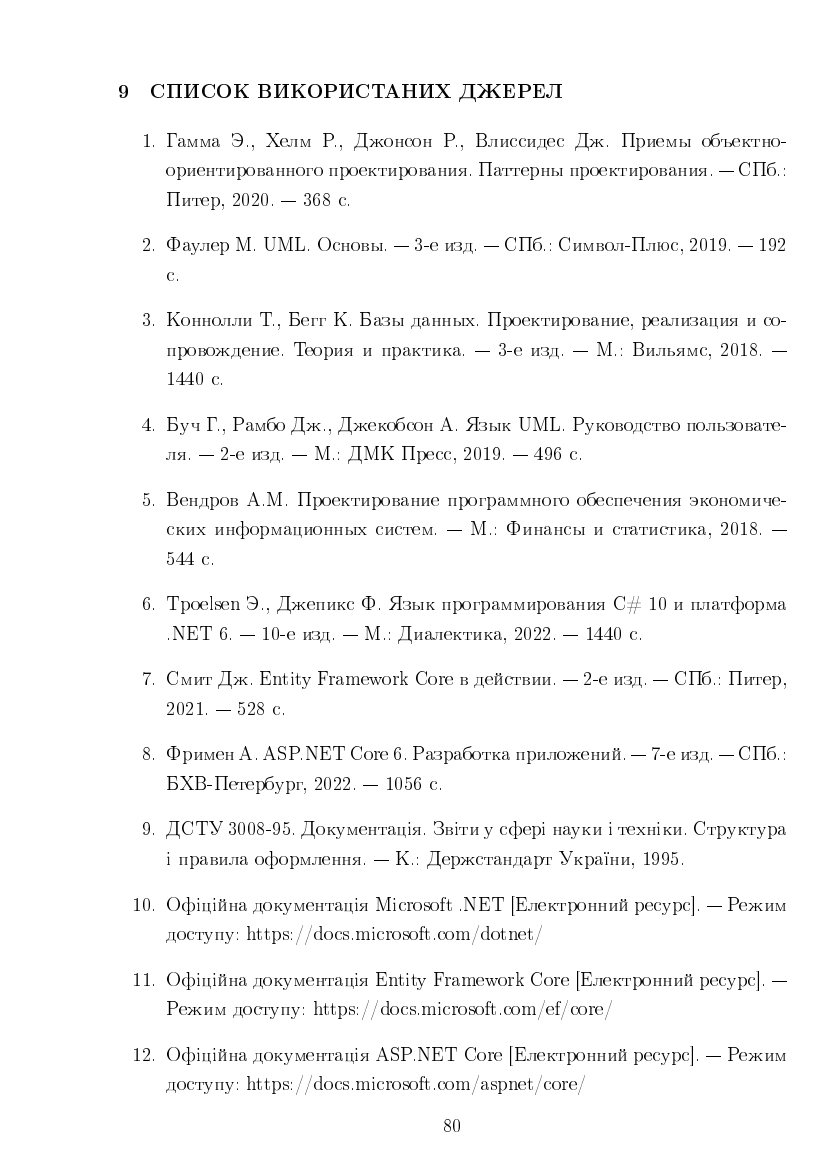 9 СПИСОК ВИКОРИСТАНИХ ДЖЕРЕЛ
1. Гамма Э., Хелм Р., Джонсон Р., Влиссидес Дж. Приемы объектно-
ориентированного проектирования. Паттерны проектирования. — СПб.:
Питер, 2020. — 368 с.
2. Фаулер М. UML. Основы. — 3-е изд. — СПб.: Символ-Плюс, 2019. — 192
с.
3. Коннолли Т., Бегг К. Базы данных. Проектирование, реализация и со-
провождение. Теория и практика. — 3-е изд. — М.: Вильямс, 2018. —
1440 с.
4. Буч Г., Рамбо Дж., Джекобсон А. Язык UML. Руководство пользовате-
ля. — 2-е изд. — М.: ДМК Пресс, 2019. — 496 с.
5. Вендров А.М. Проектирование программного обеспечения экономиче-
ских информационных систем. — М.: Финансы и статистика, 2018. —
544 с.
6. Троelsen Э., Джепикс Ф. Язык программирования C# 10 и платформа
.NET 6. — 10-е изд. — М.: Диалектика, 2022. — 1440 с.
7. Смит Дж. Entity Framework Core в действии. — 2-е изд. — СПб.: Питер,
2021. — 528 с.
8. Фримен А. ASP.NET Core 6. Разработка приложений. — 7-е изд. — СПб.:
БХВ-Петербург, 2022. — 1056 с.
9. ДСТУ 3008-95. Документація. Звіти у сфері науки і техніки. Структура
і правила оформлення. — К.: Держстандарт України, 1995.
10. Офіційна документація Microsoft .NET [Електронний ресурс]. — Режим
доступу: https://docs.microsoft.com/dotnet/
11. Офіційна документація Entity Framework Core [Електронний ресурс]. —
Режим доступу: https://docs.microsoft.com/ef/core/
12. Офіційна документація ASP.NET Core [Електронний ресурс]. — Режим
доступу: https://docs.microsoft.com/aspnet/core/
80